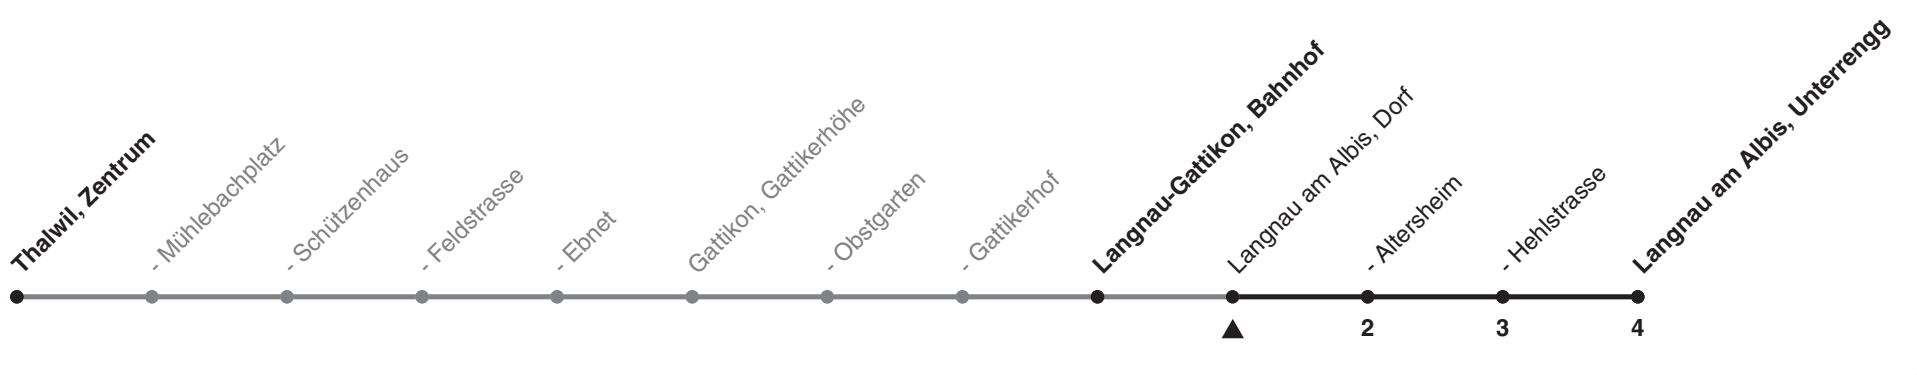 Thalwil, Zentrum
- Mühlebachplatz
- Schützenhaus
- Feldstrasse
- Ebnet
Gattikon, Gattikerhöhe
- Obstgarten
- Gattikerhof
Langnau-Gattikon, Bahnhof
Langnau am Albis, Dorf
- Altersheim
- Hehlstrasse
Langnau am Albis, Unterrengg
2 3 4